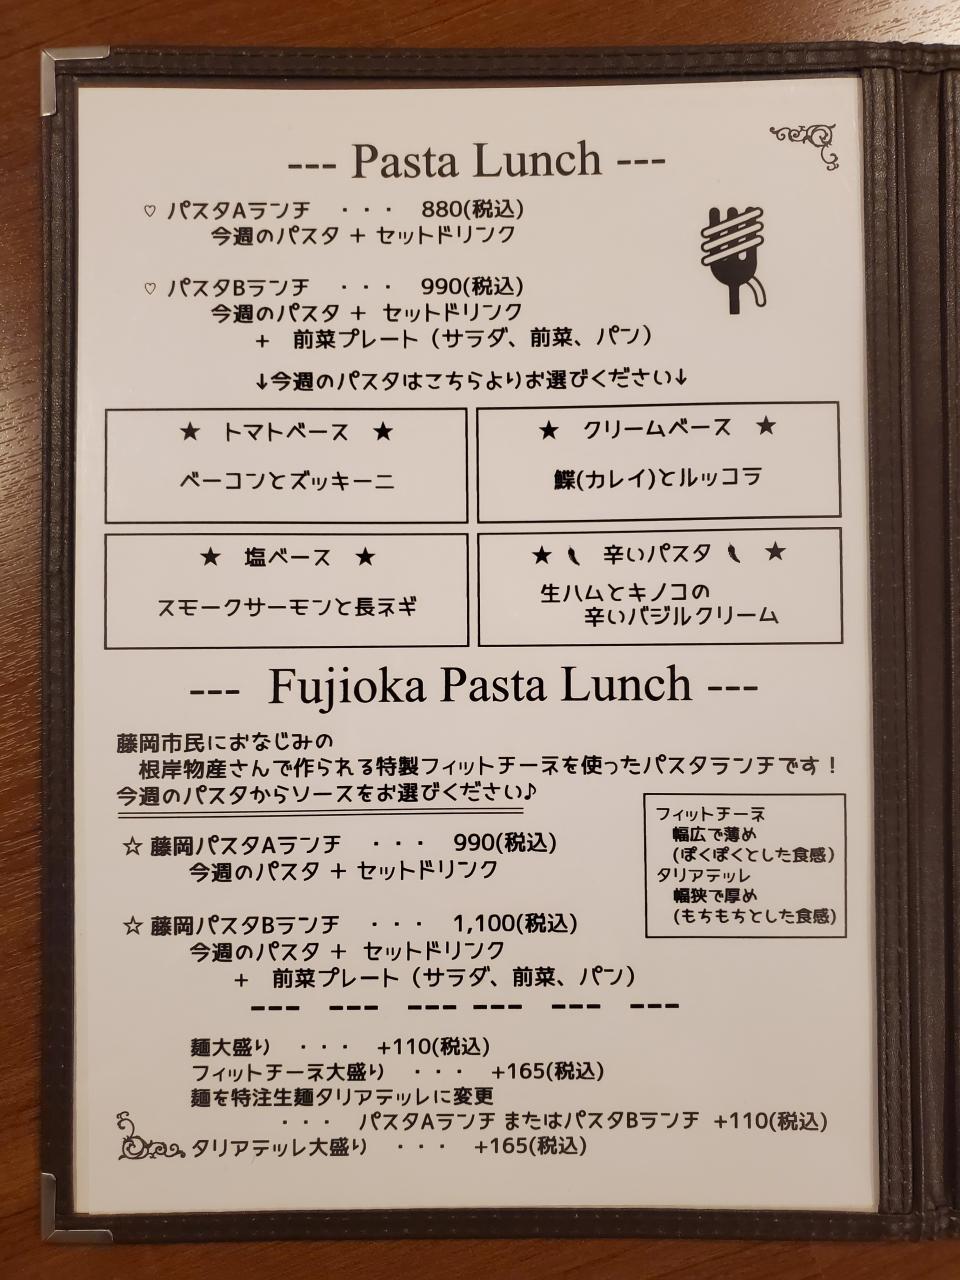 --- Pasta Lunch ---
♡ パスタAランチ ・・・ 880(税込)
今週のパスタ + セットドリンク
♡ パスタBランチ ・・・ 990(税込)
今週のパスタ + セットドリンク
+ 前菜プレート（サラダ、前菜、パン）
↓今週のパスタはこちらよりお選びください↓
★ トマトベース ★
ベーコンとズッキーニ
★ クリームベース ★
鰈(カレイ)とルッコラ
★ 塩ベース ★
スモークサーモンと長ネギ
★ 辛いパスタ ★
生ハムとキノコの
辛いバジルクリーム
--- Fujioka Pasta Lunch ---
藤岡市民におなじみの
根岸物産さんで作られる特製フィットチーネを使ったパスタランチです！
今週のパスタからソースをお選びください♪
☆ 藤岡パスタAランチ ・・・ 990(税込)
今週のパスタ + セットドリンク
☆ 藤岡パスタBランチ ・・・ 1,100(税込)
今週のパスタ + セットドリンク
+ 前菜プレート（サラダ、前菜、パン）
フィットチーネ
幅広で薄め
(ぽくぽくとした食感)
タリアテッレ
幅狭で厚め
(もちもちとした食感)
--- --- --- --- --- ---
麺大盛り ・・・ +110(税込)
フィットチーネ大盛り ・・・ +165(税込)
麺を特注生麺タリアテッレに変更
・・・ パスタAランチ またはパスタBランチ +110(税込)
タリアテッレ大盛り ・・・ +165(税込)